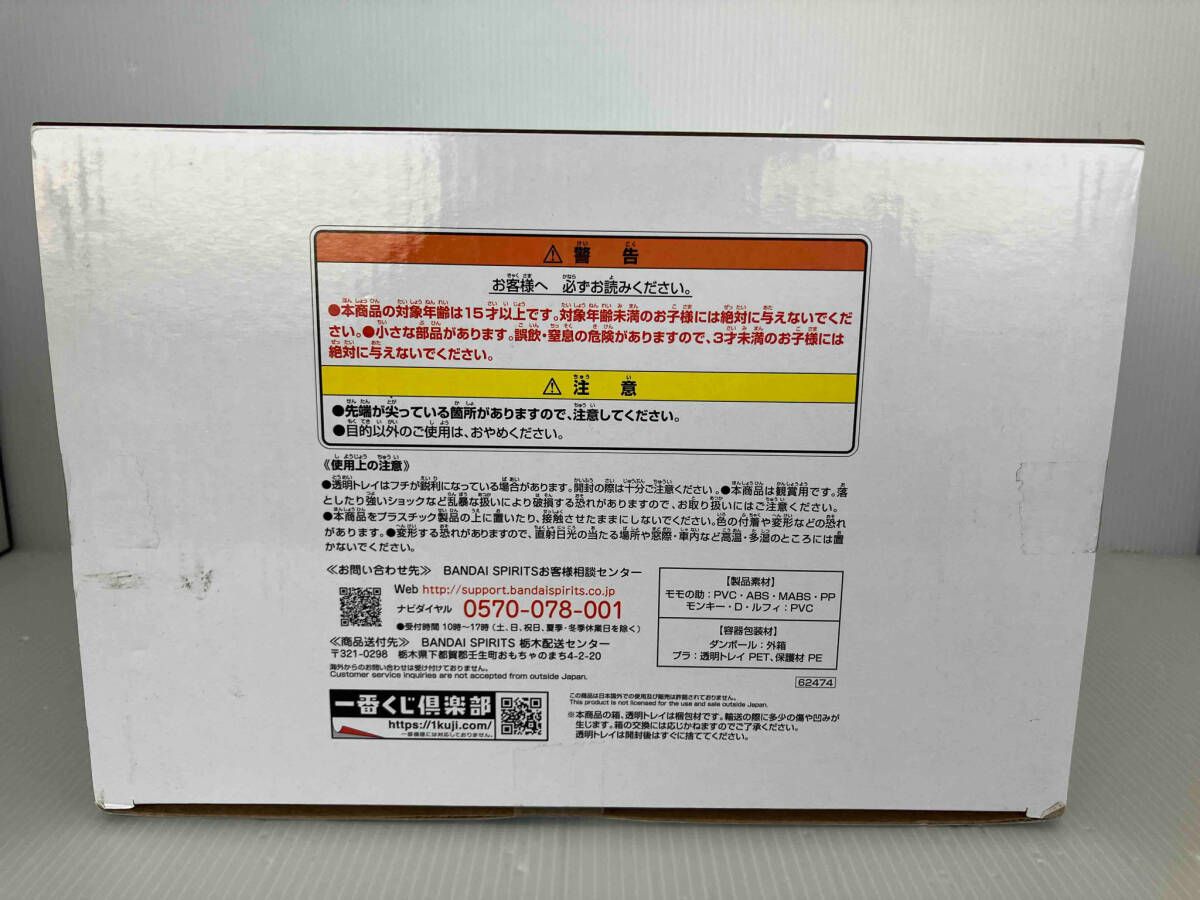 ⚠ 警告
お客様へ 必ずお読みください。
●本商品の対象年齢は15才以上です。対象年齢未満のお子様には絶対に与えないでくだ
さい。●小さな部品があります。誤飲・窒息の危険がありますので、3才未満のお子様には
絶対に与えないでください。
⚠ 注意
●先端が尖っている箇所がありますので、注意してください。
●目的以外のご使用は、おやめください。
《使用上の注意》
●透明トレイはフチが鋭利になっている場合があります。開封の際は十分ご注意ください。●本商品は観賞用です。落
としたり強いショックなど乱暴な扱いにより破損する恐れがありますので、お取り扱いにはご注意ください。
●本商品をプラスチック製品の上に置いたり、接触させたままにしないでください。色の付着や変形などの恐れ
があります。●変形する恐れがありますので、直射日光の当たる場所や窓際・車内など高温・多湿のところには置
かないでください。
≪お問い合わせ先≫ BANDAI SPIRITSお客様相談センター
Web http://support.bandaispirits.co.jp
ナビダイヤル 0570-078-001
●受付時間 10時〜17時(土、日、祝日、夏季・冬季休業日を除く)
≪商品送付先≫ BANDAI SPIRITS 栃木配送センター
〒321-0298 栃木県下都賀郡壬生町おもちゃのまち4-2-20
海外からのお問い合わせは受け付けておりません。
Customer service inquiries are not accepted from outside Japan.
【製品素材】
モモの助:PVC・ABS・MABS・PP
モンキー・D・ルフィ:PVC
【容器包装材】
ダンボール:外箱
プラ:透明トレイ PET、保護材 PE
62474
一番くじ倶楽部
https://1kuji.com/
一部機種には対応しておりません。
この商品は日本国外での使用及び販売は許諾されておりません。
This product is not licensed for the use and sale outside Japan.
※本商品の箱、透明トレイは梱包材です。輸送の際に多少の傷や凹みが
生じます。箱の交換には応じかねますのでご了承ください。
透明トレイは開封後はすぐに捨ててください。